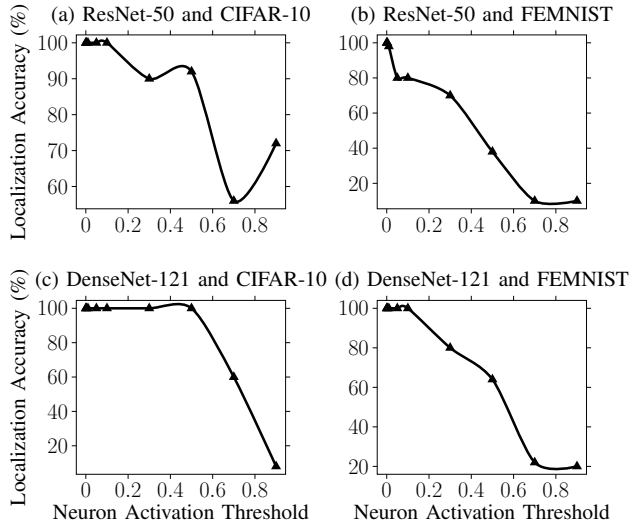 (a) ResNet-50 and CIFAR-10 (b) ResNet-50 and FEMNIST
Localization Accuracy (%)
100
90
80
70
60
0 0.2 0.4 0.6 0.8
100
80
60
40
20
0 0.2 0.4 0.6 0.8
(c) DenseNet-121 and CIFAR-10 (d) DenseNet-121 and FEMNIST
Localization Accuracy (%)
100
80
60
40
20
0 0.2 0.4 0.6 0.8
Neuron Activation Threshold
100
80
60
40
20
0 0.2 0.4 0.6 0.8
Neuron Activation Threshold